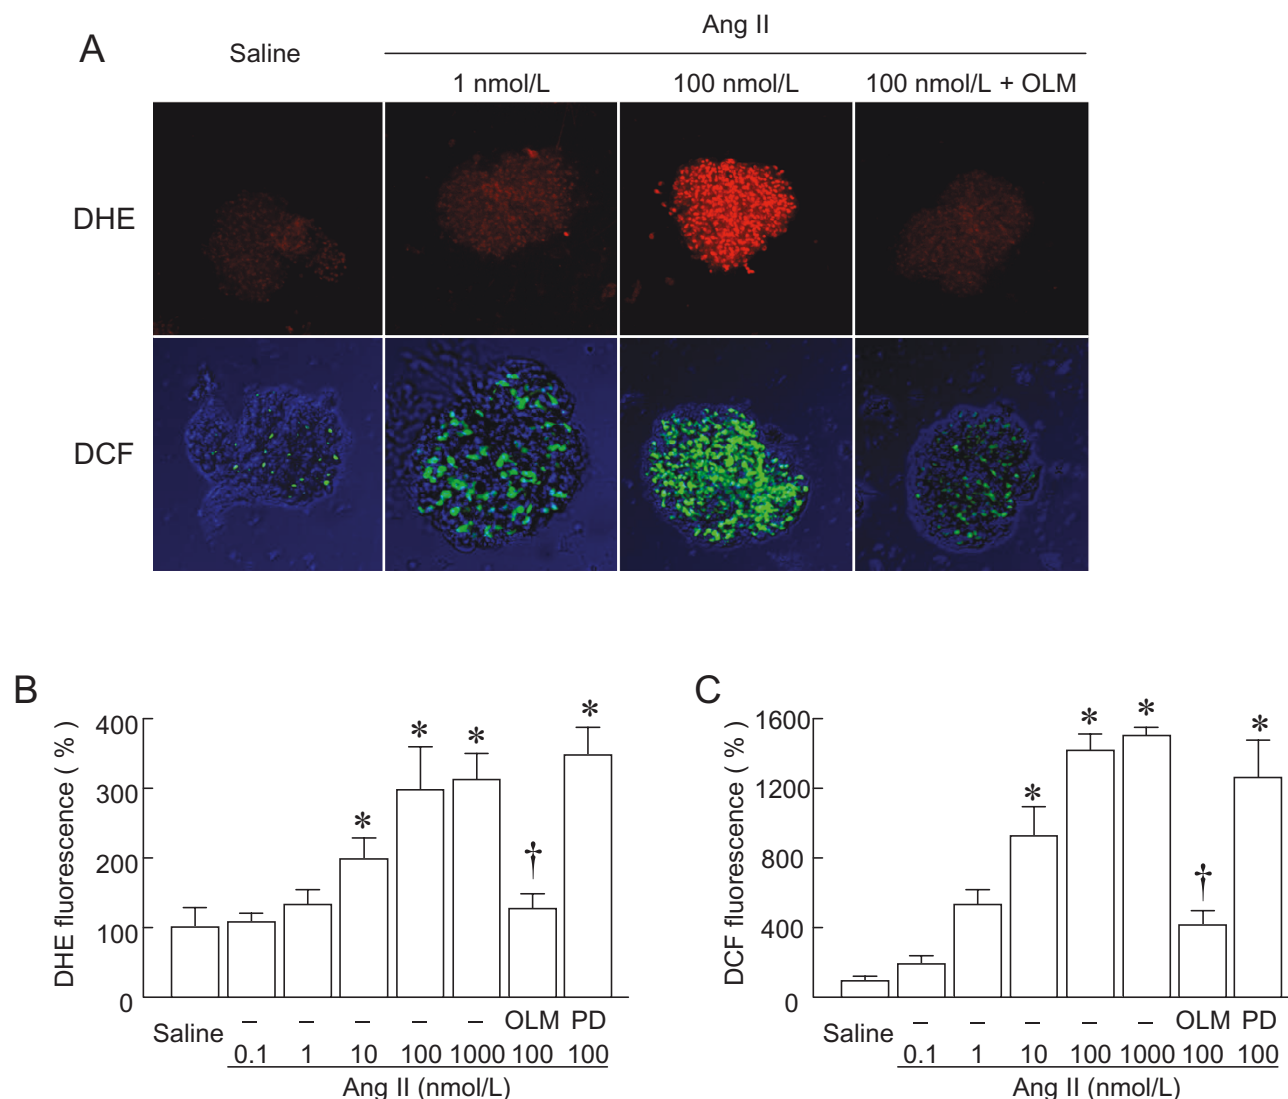 A
Saline
Ang II
1 nmol/L 100 nmol/L 100 nmol/L + OLM
DHE
DCF
B
DHE fluorescence ( % )
400
300
200
100
0
* * * † *
Saline – – – – – OLM PD
0.1 1 10 100 1000 100 100
Ang II (nmol/L)
C
DCF fluorescence ( % )
1600
1200
800
400
0
* * * † *
Saline – – – – – OLM PD
0.1 1 10 100 1000 100 100
Ang II (nmol/L)